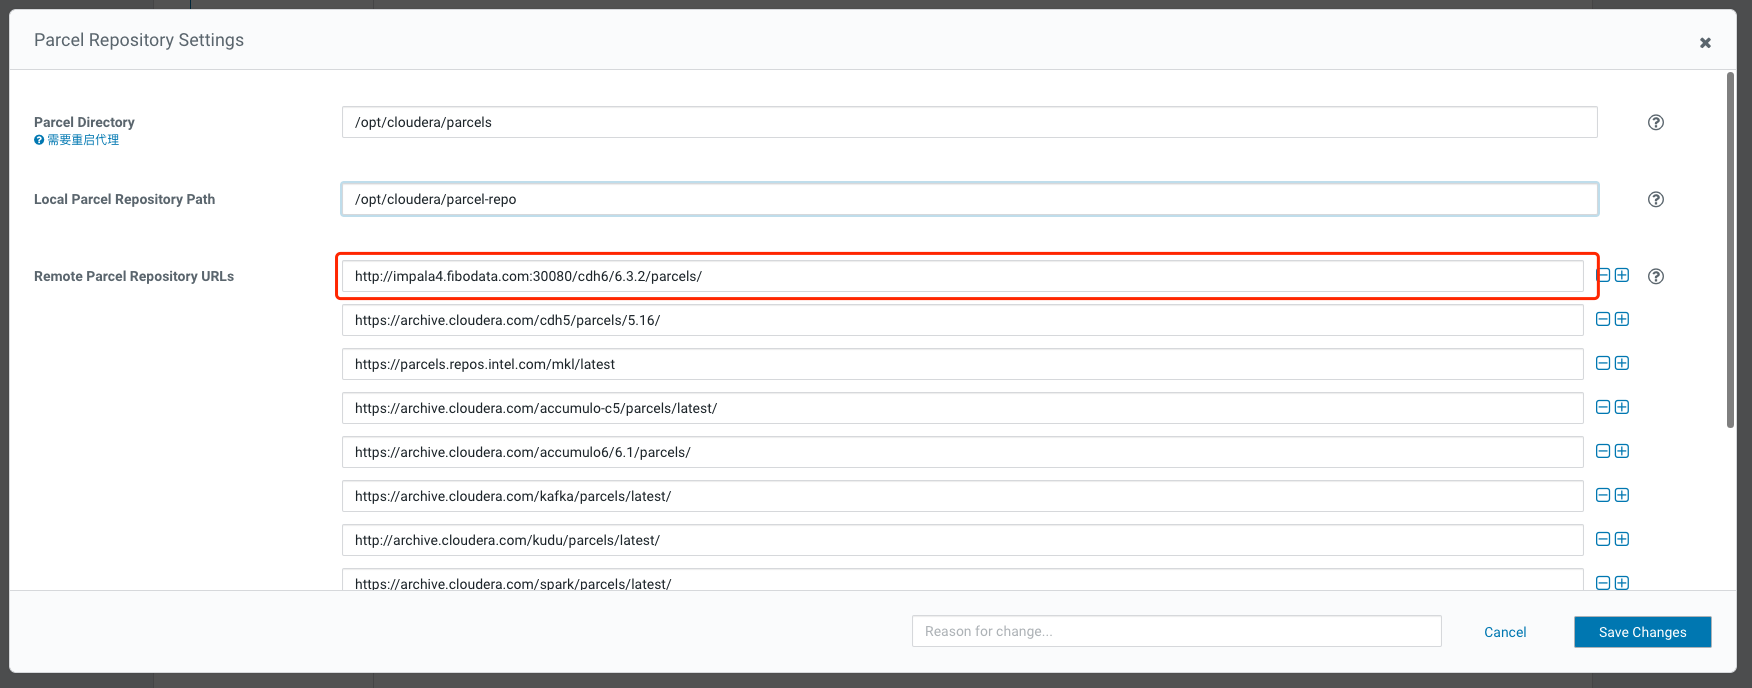 Parcel Repository Settings
Parcel Directory
/opt/cloudera/parcels
需要重启代理
Local Parcel Repository Path
/opt/cloudera/parcel-repo
Remote Parcel Repository URLs
http://impala4.fibodata.com:30080/cdh6/6.3.2/parcels/
https://archive.cloudera.com/cdh5/parcels/5.16/
https://parcels.repos.intel.com/mkl/latest
https://archive.cloudera.com/accumulo-c5/parcels/latest/
https://archive.cloudera.com/accumulo6/6.1/parcels/
https://archive.cloudera.com/kafka/parcels/latest/
http://archive.cloudera.com/kudu/parcels/latest/
https://archive.cloudera.com/spark/parcels/latest/
Reason for change...
Cancel
Save Changes